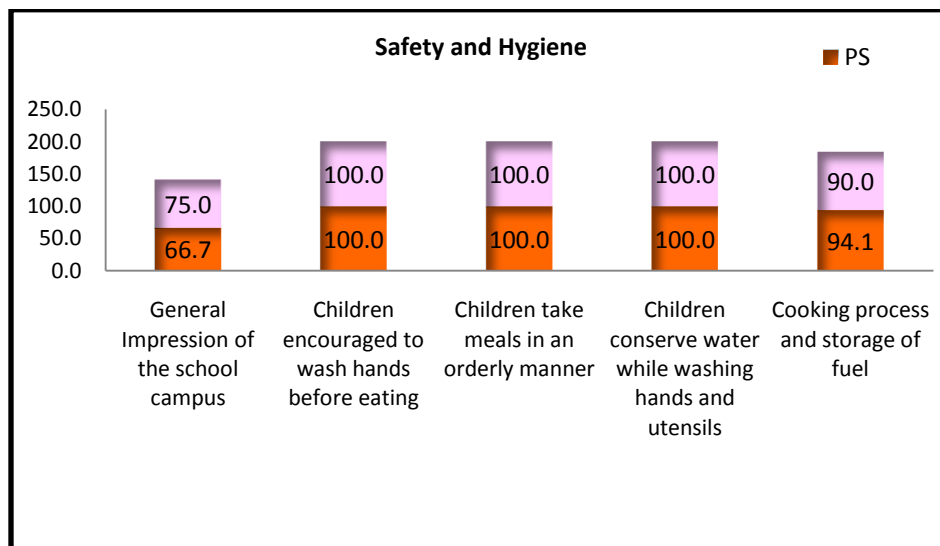 Safety and Hygiene
PS
250.0
200.0
150.0
100.0
50.0
0.0
75.0
100.0
100.0
100.0
90.0
66.7
100.0
100.0
100.0
94.1
General
Impression of
the school
campus
Children
encouraged to
wash hands
before eating
Children take
meals in an
orderly manner
Children
conserve water
while washing
hands and
utensils
Cooking process
and storage of
fuel